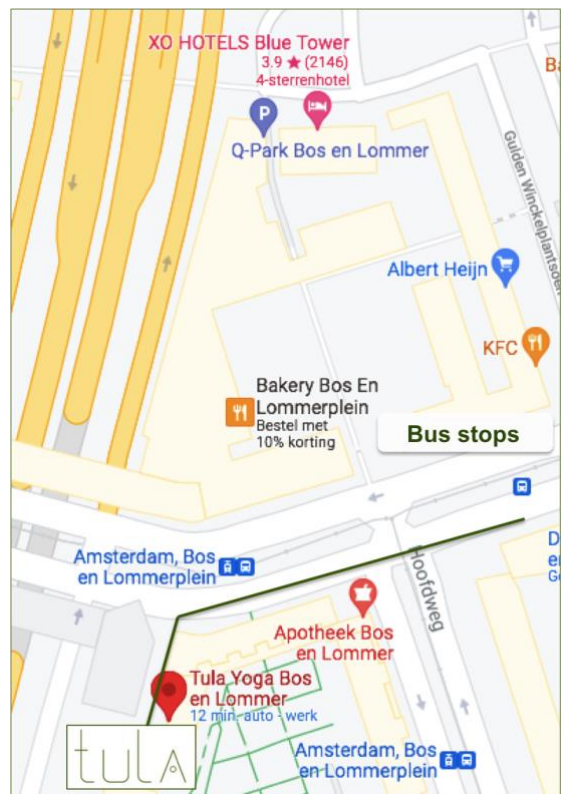 XO HOTELS Blue Tower
3.9 ★ (2146)
4-sterrenhotel
P
Q-Park Bos en Lommer
Gulden Winckelplantsoen
Albert Heijn
KFC
Bakery Bos En
Lommerplein
Bestel met
10% korting
Bus stops
Amsterdam, Bos
en Lommerplein
Hoofdweg
Apotheek Bos
en Lommer
Tula Yoga Bos
en Lommer
12 min. auto - werk
tULA
Amsterdam, Bos
en Lommerplein